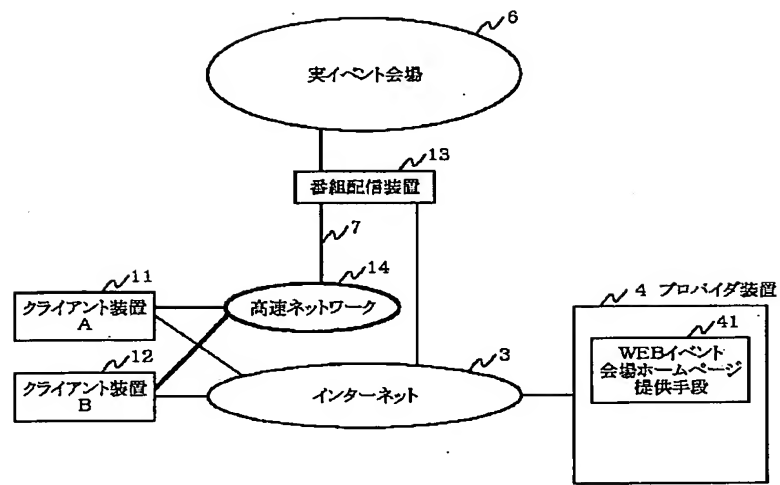 6
実イベント会場
13
番組配信装置
7
14
高速ネットワーク
11
クライアント装置
A
12
クライアント装置
B
3
インターネット
4 プロバイダ装置
41
WEBイベント
会場ホームページ
提供手段